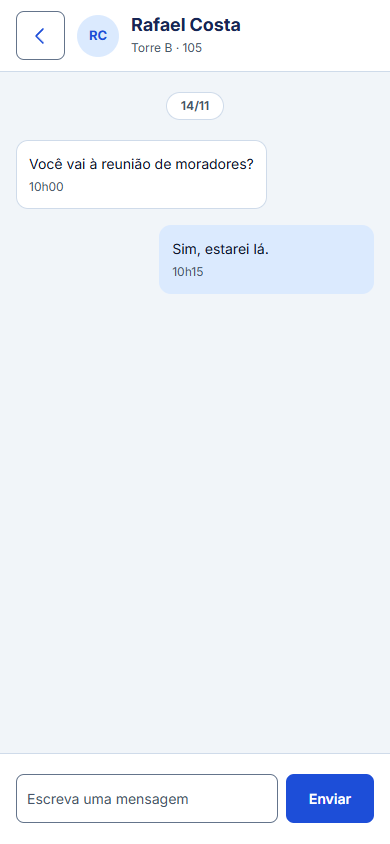 RC
Rafael Costa
Torre B · 105
14/11
Você vai à reunião de moradores?
10h00
Sim, estarei lá.
10h15
Escreva uma mensagem
Enviar